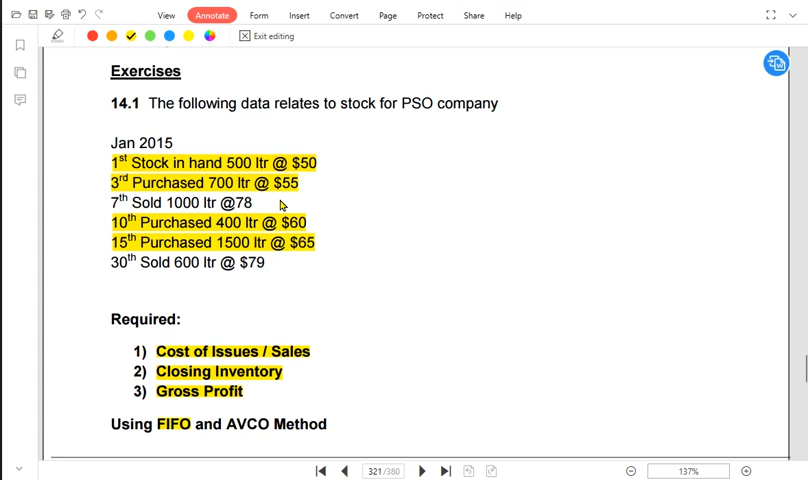 View Annotate Form Insert Convert Page Protect Share Help
Exit editing
Exercises
14.1 The following data relates to stock for PSO company
Jan 2015
1st Stock in hand 500 ltr @ $50
3rd Purchased 700 ltr @ $55
7th Sold 1000 ltr @78
10th Purchased 400 ltr @ $60
15th Purchased 1500 ltr @ $65
30th Sold 600 ltr @ $79
Required:
1) Cost of Issues / Sales
2) Closing Inventory
3) Gross Profit
Using FIFO and AVCO Method
321 /380
137%